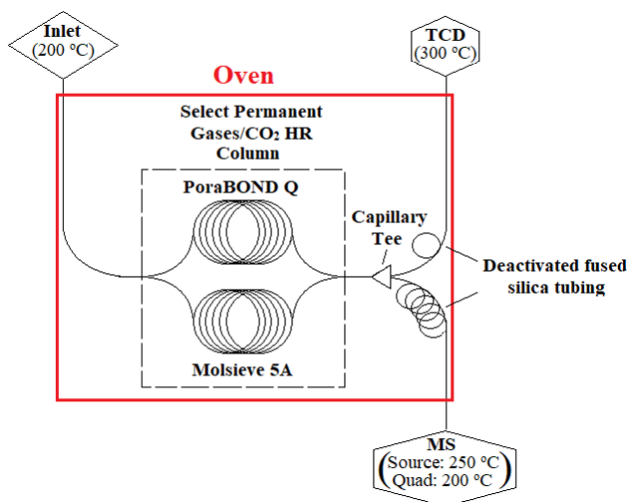 Inlet
(200 °C)
TCD
(300 °C)
Oven
Select Permanent
Gases/CO₂ HR
Column
PoraBOND Q
Capillary
Tee
Deactivated fused
silica tubing
Molsieve 5A
MS
(Source: 250 °C
Quad: 200 °C)